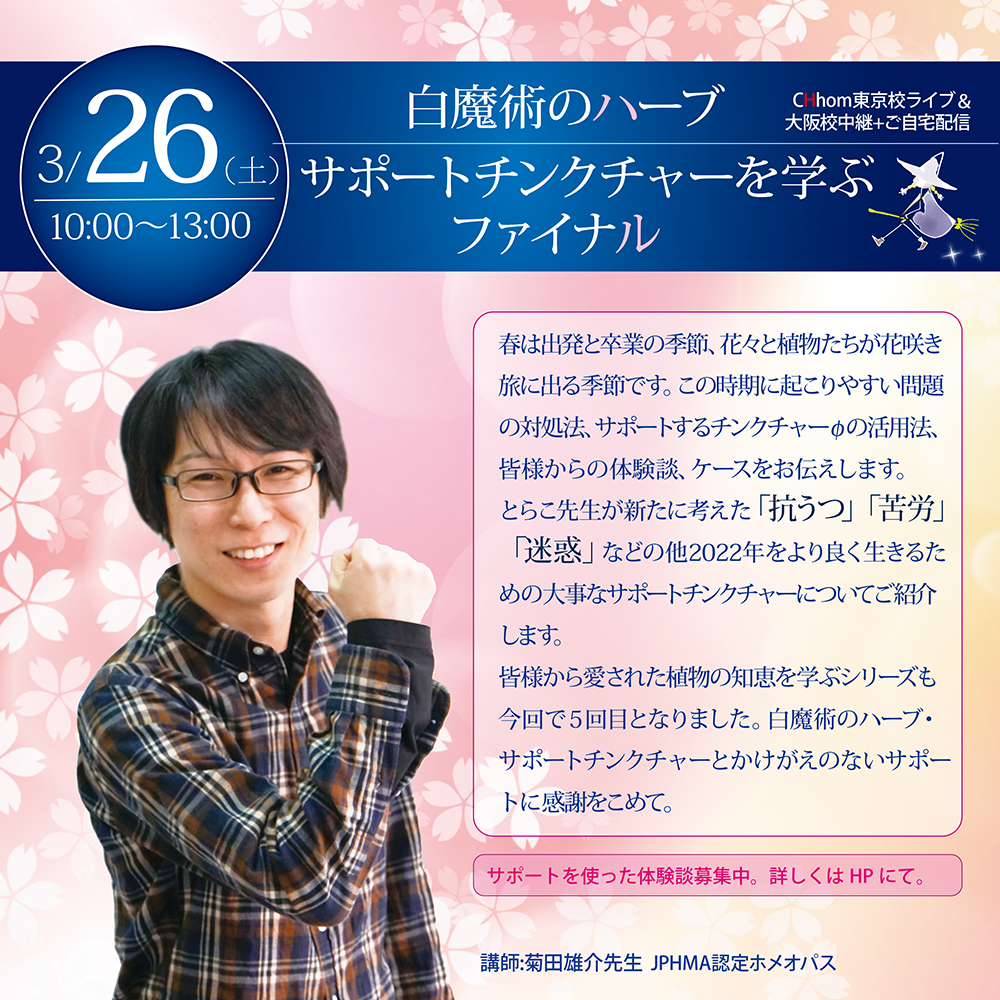 3/26(土)
10:00～13:00
白魔術のハーブ
CHhom東京校ライブ＆
大阪校中継+ご自宅配信
サポートチンクチャーを学ぶ
ファイナル
春は出発と卒業の季節、花々と植物たちが花咲き
旅に出る季節です。この時期に起こりやすい問題
の対処法、サポートするチンクチャーφの活用法、
皆様からの体験談、ケースをお伝えします。
とらこ先生が新たに考えた「抗うつ」「苦労」
「迷惑」などの他2022年をより良く生きるた
めの大事なサポートチンクチャーについてご紹介
します。
皆様から愛された植物の知恵を学ぶシリーズも
今回で５回目となりました。白魔術のハーブ・
サポートチンクチャーとかけがえのないサポー
トに感謝をこめて。
サポートを使った体験談募集中。詳しくは HP にて。
講師:菊田雄介先生 JPHMA認定ホメオパス